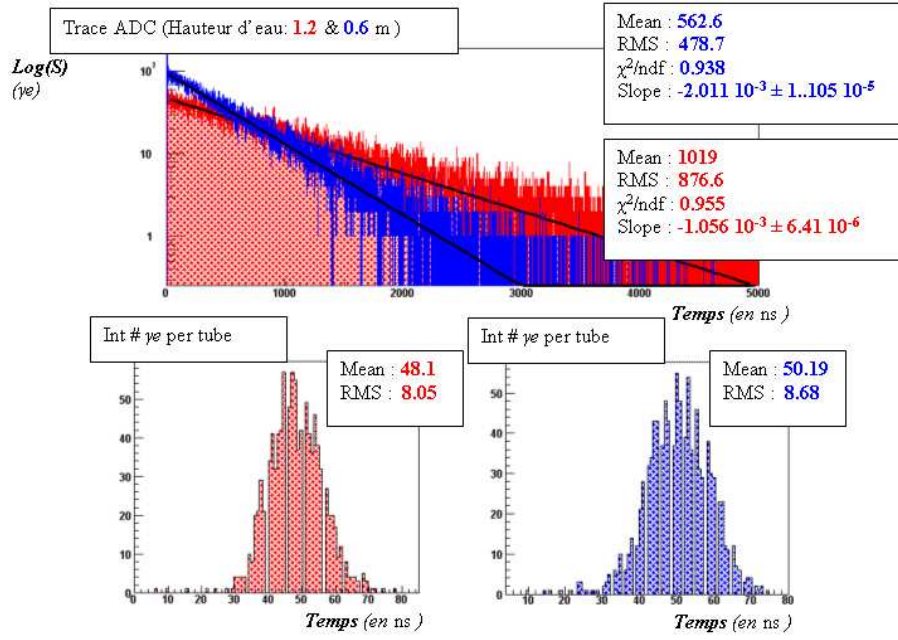 Trace ADC (Hauteur d'eau: 1.2 & 0.6 m )
Log(S)
(γe)
10²
10
1
0
1000
2000
3000
4000
5000
Temps (en ns )
Mean : 562.6
RMS : 478.7
χ²/ndf : 0.938
Slope : -2.011 10⁻³ ± 1..105 10⁻⁵
Mean : 1019
RMS : 876.6
χ²/ndf : 0.955
Slope : -1.056 10⁻³ ± 6.41 10⁻⁶
Int # γe per tube
Mean : 48.1
RMS : 8.05
50
40
30
20
10
0
0 10 20 30 40 50 60 70 80
Temps (en ns )
Int # γe per tube
Mean : 50.19
RMS : 8.68
50
40
30
20
10
0
10 20 30 40 50 60 70 80
Temps (en ns )